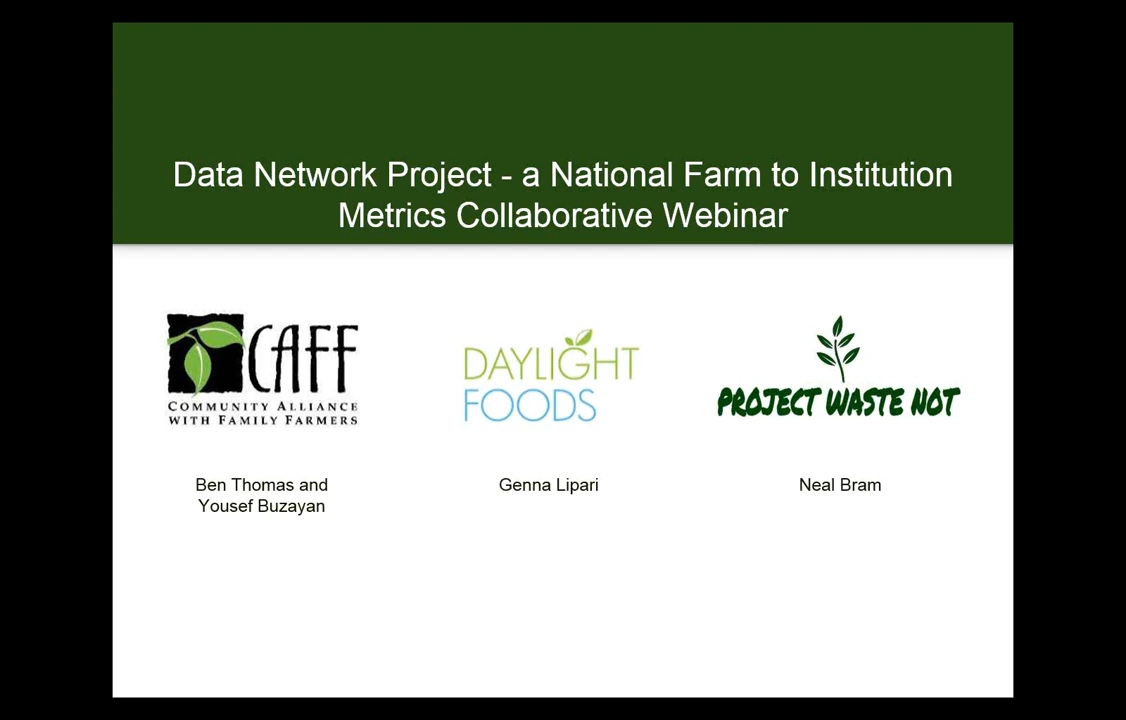 Data Network Project - a National Farm to Institution
Metrics Collaborative Webinar
CAFF
COMMUNITY ALLIANCE
WITH FAMILY FARMERS
DAYLIGHT
FOODS
PROJECT WASTE NOT
Ben Thomas and
Yousef Buzayan
Genna Lipari
Neal Bram